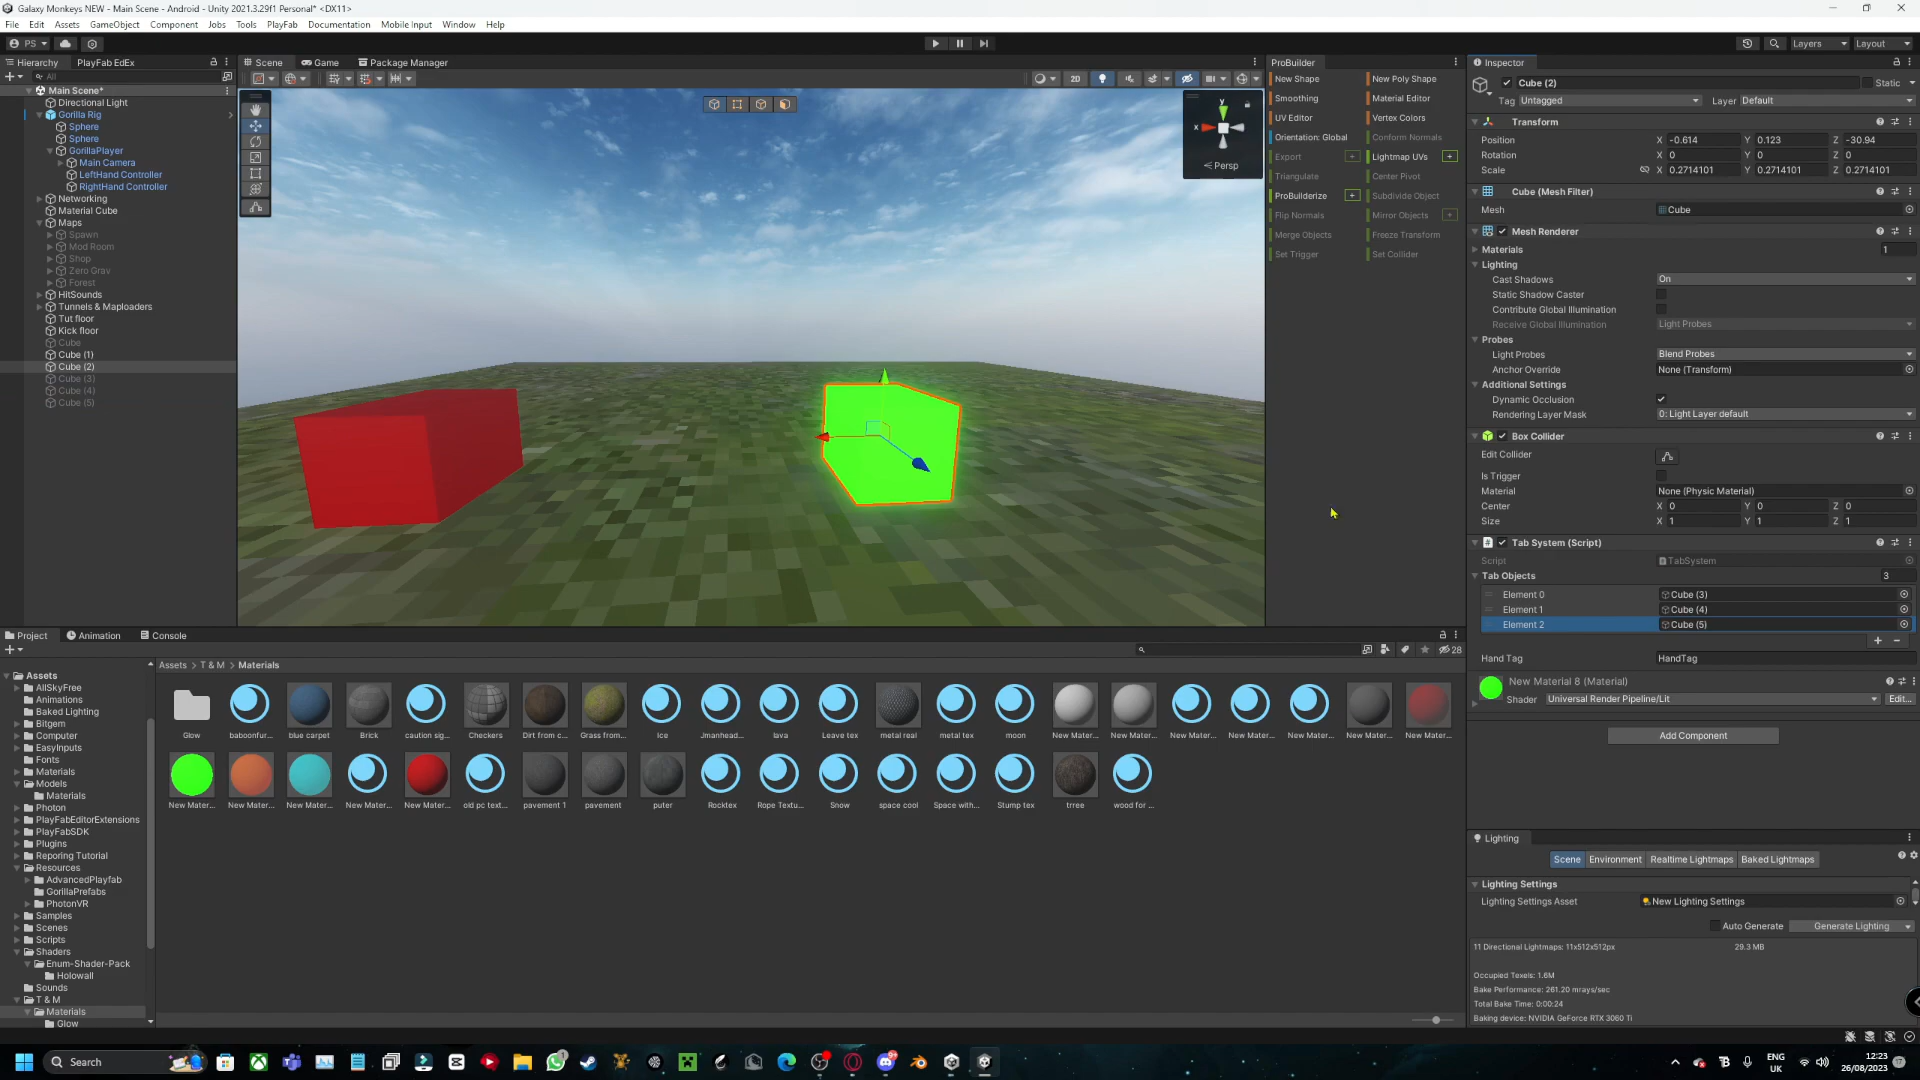 Galaxy Monkeys NEW - Main Scene - Android - Unity 2021.3.29f1 Personal* <DX11>
File Edit Assets GameObject Component Jobs Tools PlayFab Documentation Mobile Input Window Help
PS Layers Layout
Hierarchy PlayFab EdEx
All
Main Scene*
Directional Light
Gorilla Rig
Sphere
Sphere
GorillaPlayer
Main Camera
LeftHand Controller
RightHand Controller
Networking
Material Cube
Maps
Spawn
Mod Room
Shop
Zero Grav
Forest
HitSounds
Tunnels & Maploaders
Tut floor
Kick floor
Cube
Cube (1)
Cube (2)
Cube (3)
Cube (4)
Cube (5)
Scene Game Package Manager
2D
y
x
Persp
ProBuilder
New Shape New Poly Shape
Smoothing Material Editor
UV Editor Vertex Colors
Orientation: Global Conform Normals
Export + Lightmap UVs +
Triangulate Center Pivot
ProBuilderize + Subdivide Object
Flip Normals Mirror Objects +
Merge Objects Freeze Transform
Set Trigger Set Collider
Inspector
Cube (2) Static
Tag Untagged Layer Default
Transform
Position X -0.614 Y 0.123 Z -30.94
Rotation X 0 Y 0 Z 0
Scale X 0.2714101 Y 0.2714101 Z 0.2714101
Cube (Mesh Filter)
Mesh Cube
Mesh Renderer
Materials 1
Lighting
Cast Shadows On
Static Shadow Caster
Contribute Global Illumination
Receive Global Illumination Light Probes
Probes
Light Probes Blend Probes
Anchor Override None (Transform)
Additional Settings
Dynamic Occlusion
Rendering Layer Mask 0: Light Layer default
Box Collider
Edit Collider
Is Trigger
Material None (Physic Material)
Center X 0 Y 0 Z 0
Size X 1 Y 1 Z 1
Tab System (Script)
Script TabSystem
Tab Objects 3
Element 0 Cube (3)
Element 1 Cube (4)
Element 2 Cube (5)
+ -
Hand Tag HandTag
New Material 8 (Material)
Shader Universal Render Pipeline/Lit Edit...
Add Component
Lighting
Scene Environment Realtime Lightmaps Baked Lightmaps
Lighting Settings
Lighting Settings Asset New Lighting Settings
Auto Generate Generate Lighting
11 Directional Lightmaps: 11x512x512px 29.3 MB
Occupied Texels: 1.6M
Bake Performance: 261.20 mrays/sec
Total Bake Time: 0:00:24
Baking device: NVIDIA GeForce RTX 3060 Ti
Project Animation Console
28
Assets
AllSkyFree
Animations
Baked Lighting
Bitgem
Computer
EasyInputs
Fonts
Materials
Models
Materials
Photon
PlayFabEditorExtensions
PlayFabSDK
Plugins
Reporing Tutorial
Resources
AdvancedPlayfab
GorillaPrefabs
PhotonVR
Samples
Scenes
Scripts
Shaders
Enum-Shader-Pack
Holowall
Sounds
T & M
Materials
Glow
Assets > T & M > Materials
Glow baboonfur... blue carpet Brick caution sig... Checkers Dirt from c... Grass from... Ice Jmanhead... lava Leave tex metal real metal tex moon New Mater... New Mater... New Mater... New Mater... New Mater... New Mater... New Mater...
New Mater... New Mater... New Mater... New Mater... New Mater... old pc text... pavement 1 pavement puter Rocktex Rope Textu... Snow space cool Space with... Stump tex trree wood for ...
Search
ENG
UK
12:23
26/08/2023